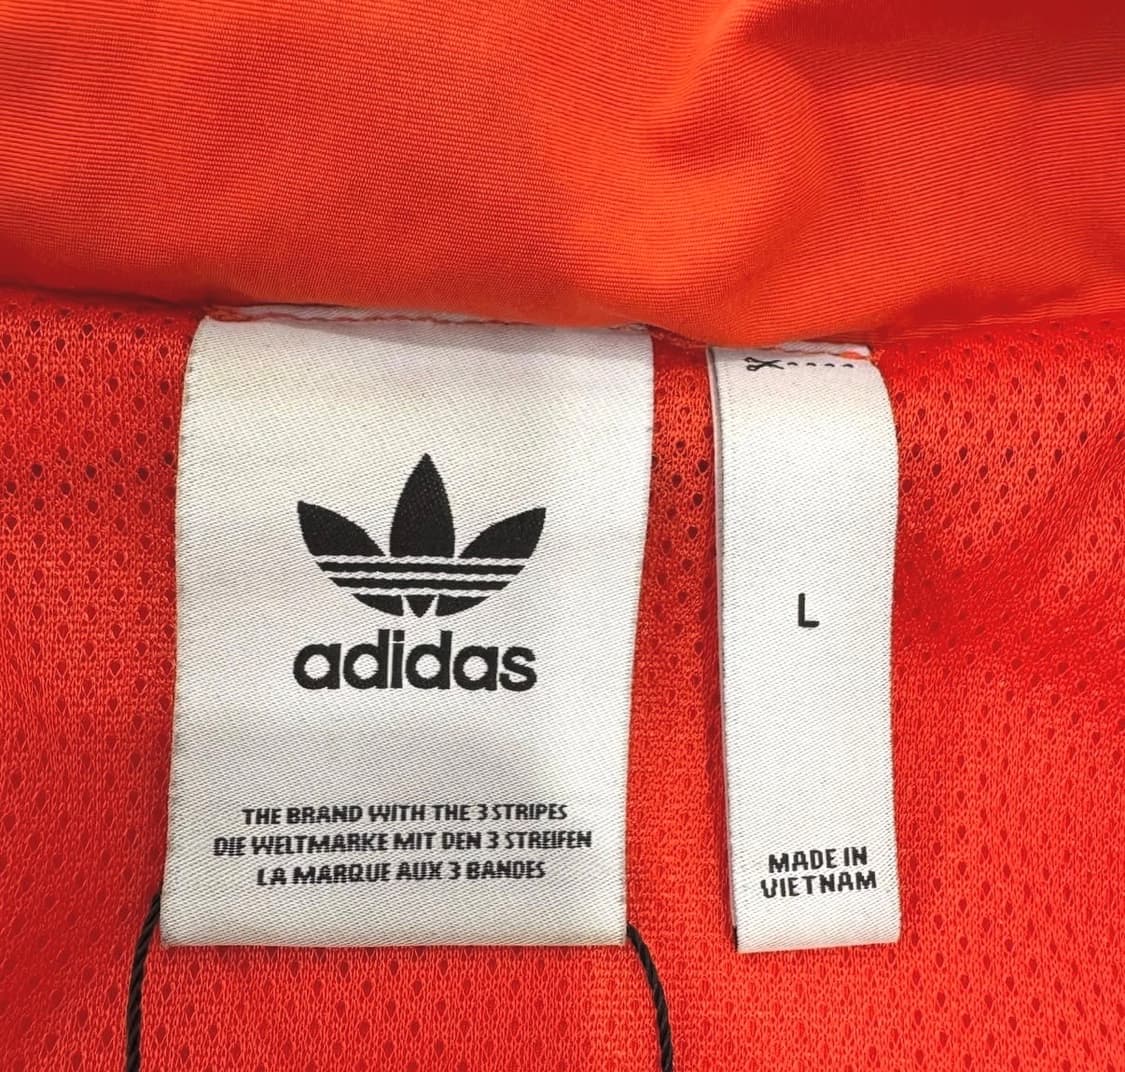 adidas
THE BRAND WITH THE 3 STRIPES
DIE WELTMARKE MIT DEN 3 STREIFEN
LA MARQUE AUX 3 BANDES
L
MADE IN
VIETNAM